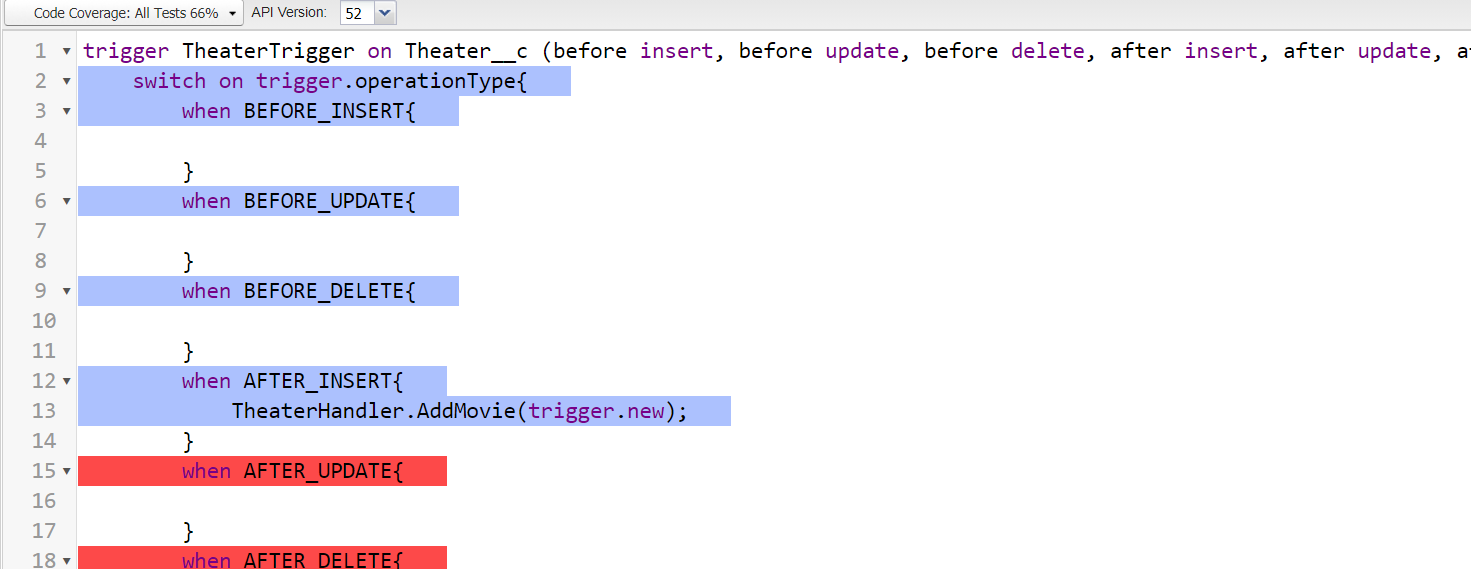 Code Coverage: All Tests 66% API Version: 52
1 trigger TheaterTrigger on Theater__c (before insert, before update, before delete, after insert, after update,
2 switch on trigger.operationType{
3 when BEFORE_INSERT{
4
5 }
6 when BEFORE_UPDATE{
7
8 }
9 when BEFORE_DELETE{
10
11 }
12 when AFTER_INSERT{
13 TheaterHandler.AddMovie(trigger.new);
14 }
15 when AFTER_UPDATE{
16
17 }
18 when AFTER_DELETE{